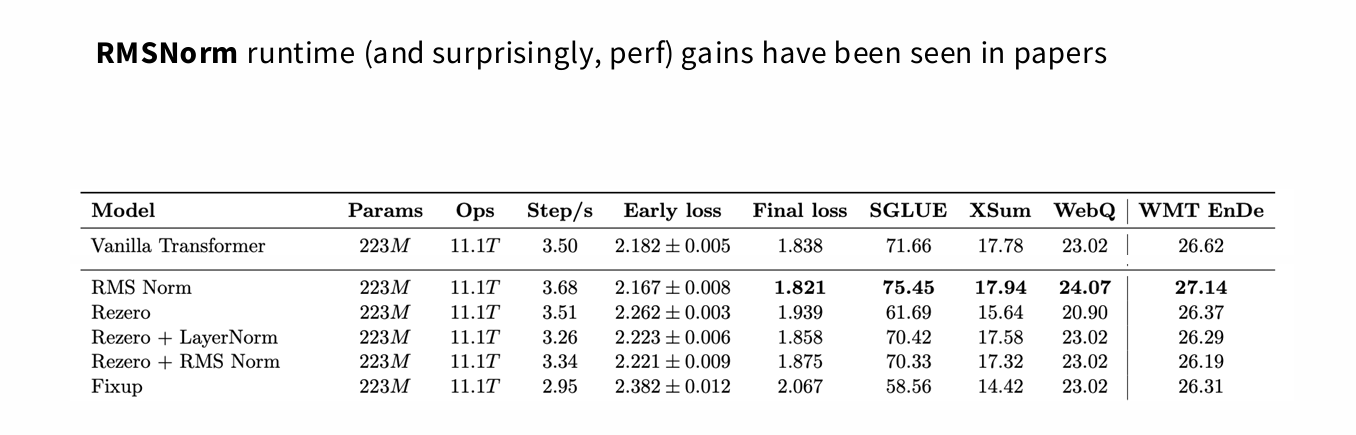 RMSNorm runtime (and surprisingly, perf) gains have been seen in papers
Model Params Ops Step/s Early loss Final loss SGLUE XSum WebQ WMT EnDe
Vanilla Transformer 223M 11.1T 3.50 2.182 ± 0.005 1.838 71.66 17.78 23.02 26.62
RMS Norm 223M 11.1T 3.68 2.167 ± 0.008 1.821 75.45 17.94 24.07 27.14
Rezero 223M 11.1T 3.51 2.262 ± 0.003 1.939 61.69 15.64 20.90 26.37
Rezero + LayerNorm 223M 11.1T 3.26 2.223 ± 0.006 1.858 70.42 17.58 23.02 26.29
Rezero + RMS Norm 223M 11.1T 3.34 2.221 ± 0.009 1.875 70.33 17.32 23.02 26.19
Fixup 223M 11.1T 2.95 2.382 ± 0.012 2.067 58.56 14.42 23.02 26.31